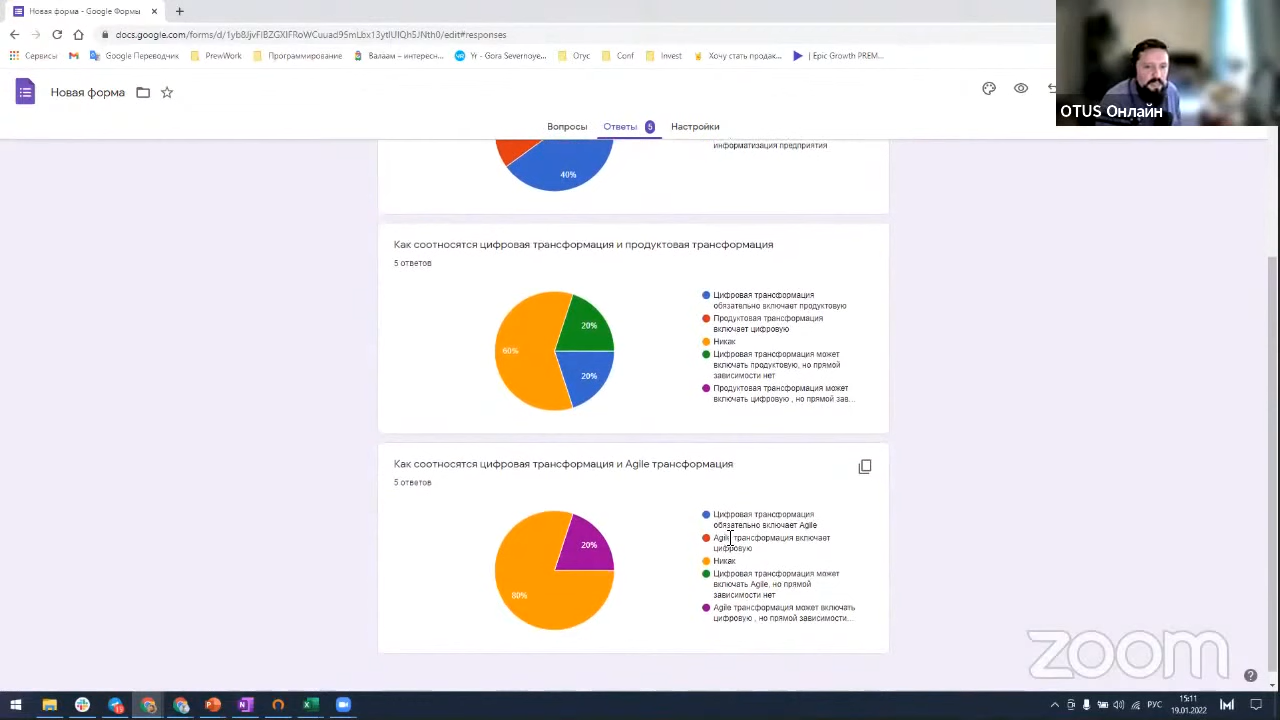 Новая форма - Google Формы
docs.google.com/forms/d/1yb8JjvFiBZGXIFRoWCuuad95mLbx13ytlUIQh5JNth0/edit#responses
Сервисы
Google Переводчик
PrewWork
Программирование
Валаам – интересн...
Yr - Gora Severnoye...
Отус
Conf
Invest
Хочу стать продак...
| Epic Growth PREM...
Новая форма
OTUS Онлайн
Вопросы
Ответы 5
Настройки
информатизация предприятия
40%
Как соотносятся цифровая трансформация и продуктовая трансформация
5 ответов
60%
20%
20%
Цифровая трансформация
обязательно включает продуктовую
Продуктовая трансформация
включает цифровую
Никак
Цифровая трансформация может
включать продуктовую, но прямой
зависимости нет
Продуктовая трансформация может
включать цифровую , но прямой зав...
Как соотносятся цифровая трансформация и Agile трансформация
5 ответов
80%
20%
Цифровая трансформация
обязательно включает Agile
Agile трансформация включает
цифровую
Никак
Цифровая трансформация может
включать Agile, но прямой
зависимости нет
Agile трансформация может включать
цифровую , но прямой зависимости...
zoom
РУС
15:11
19.01.2022